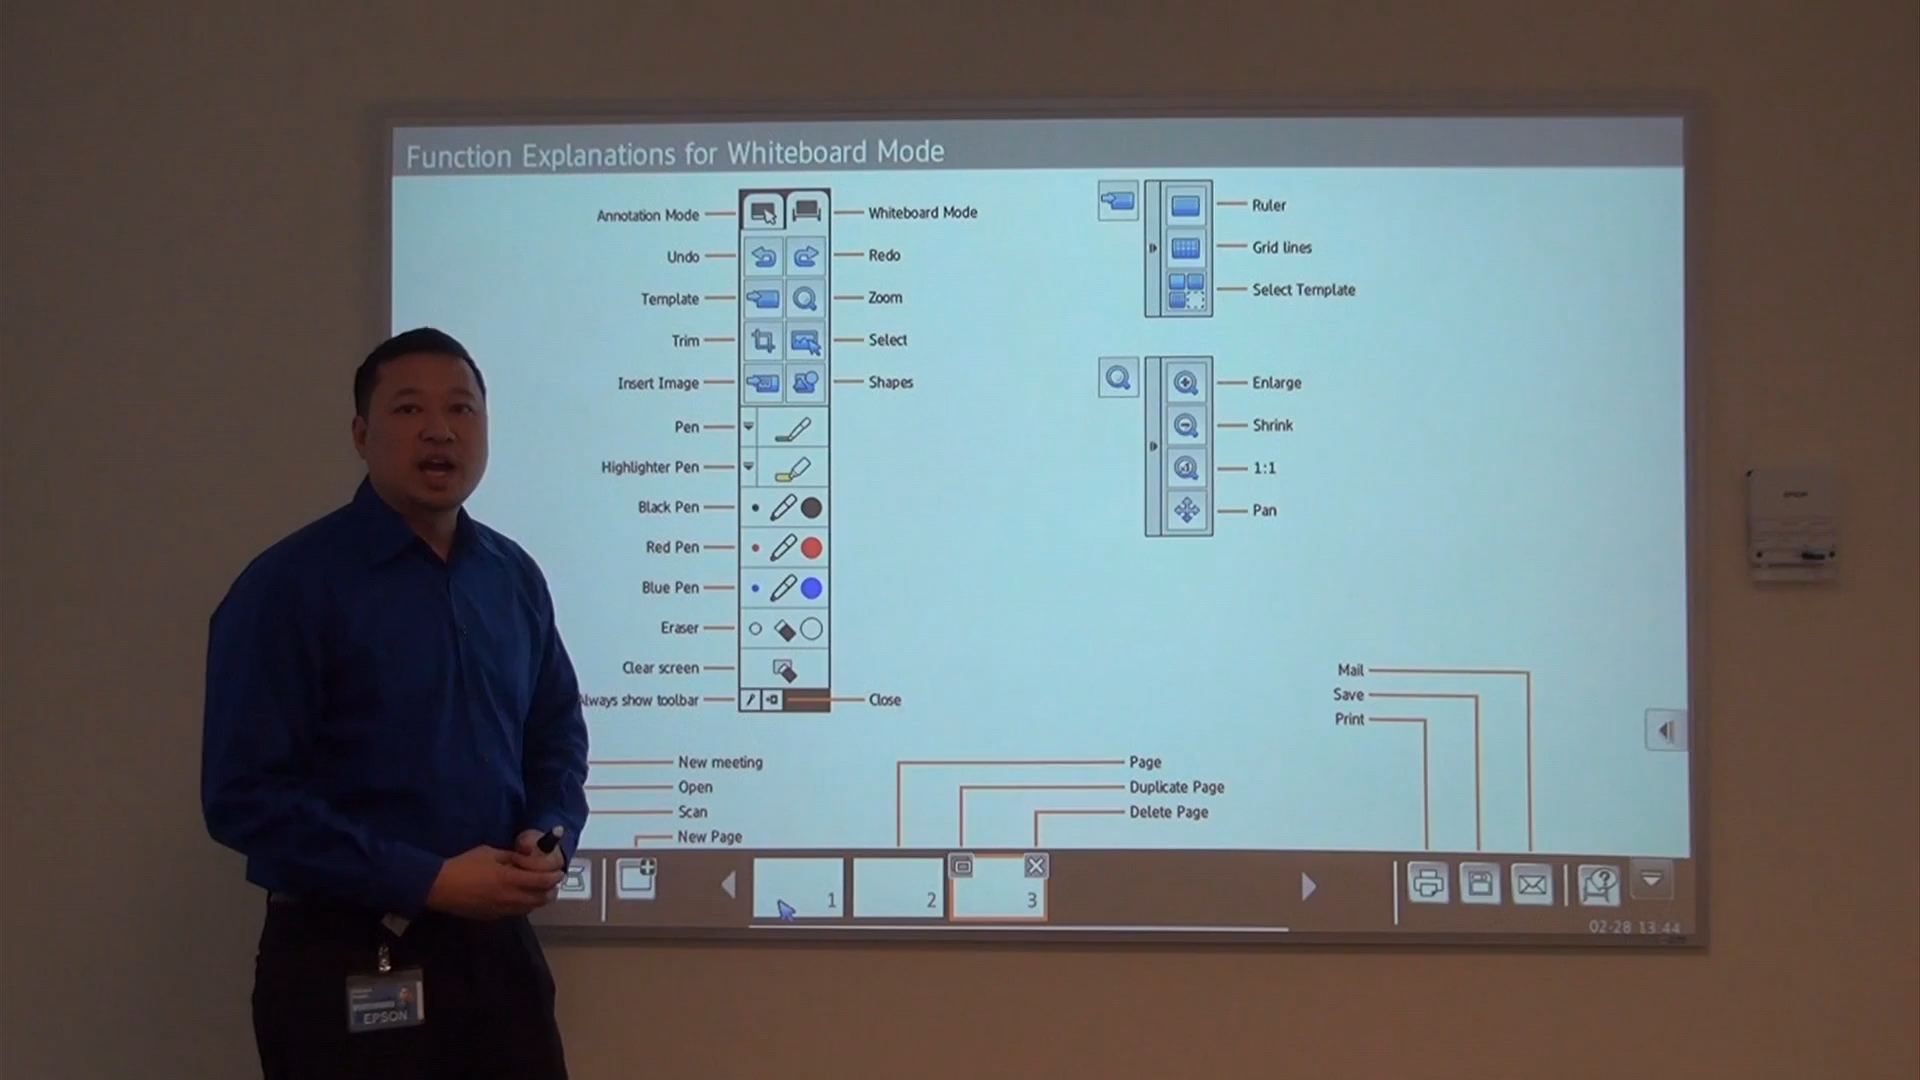 Function Explanations for Whiteboard Mode
Annotation Mode
Whiteboard Mode
Undo
Redo
Template
Zoom
Trim
Select
Insert Image
Shapes
Pen
Highlighter Pen
Black Pen
Red Pen
Blue Pen
Eraser
Clear screen
Always show toolbar
Close
Ruler
Grid lines
Select Template
Enlarge
Shrink
1:1
Pan
Mail
Save
Print
New meeting
Open
Scan
New Page
Page
Duplicate Page
Delete Page
1
2
3
02-28 13:44
EPSON
EPSON